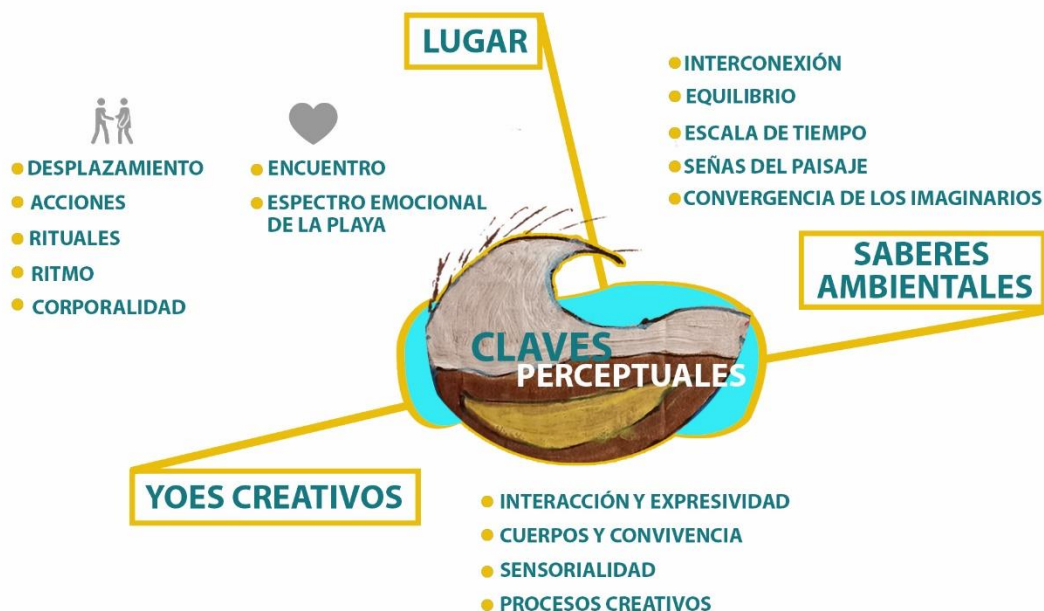 LUGAR
DESPLAZAMIENTO
ACCIONES
RITUALES
RITMO
CORPORALIDAD
ENCUENTRO
ESPECTRO EMOCIONAL
DE LA PLAYA
INTERCONEXIÓN
EQUILIBRIO
ESCALA DE TIEMPO
SEÑAS DEL PAISAJE
CONVERGENCIA DE LOS IMAGINARIOS
SABERES
AMBIENTALES
CLAVES
PERCEPTUALES
YOES CREATIVOS
INTERACCIÓN Y EXPRESIVIDAD
CUERPOS Y CONVIVENCIA
SENSORIALIDAD
PROCESOS CREATIVOS